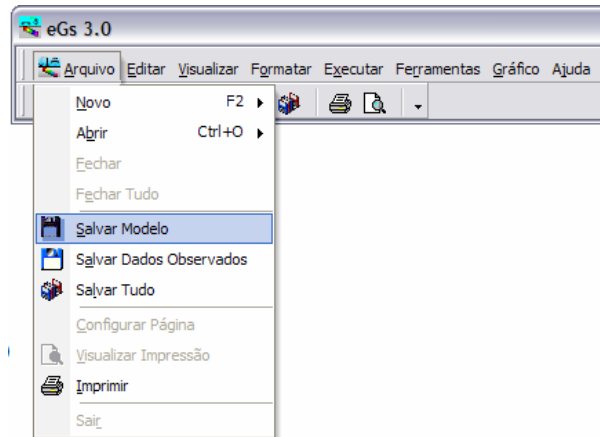 eGs 3.0
Arquivo Editar Visualizar Formatar Executar Ferramentas Gráfico Ajuda
Novo F2
Abrir Ctrl+O
Fechar
Fechar Tudo
Salvar Modelo
Salvar Dados Observados
Salvar Tudo
Configurar Página
Visualizar Impressão
Imprimir
Sair